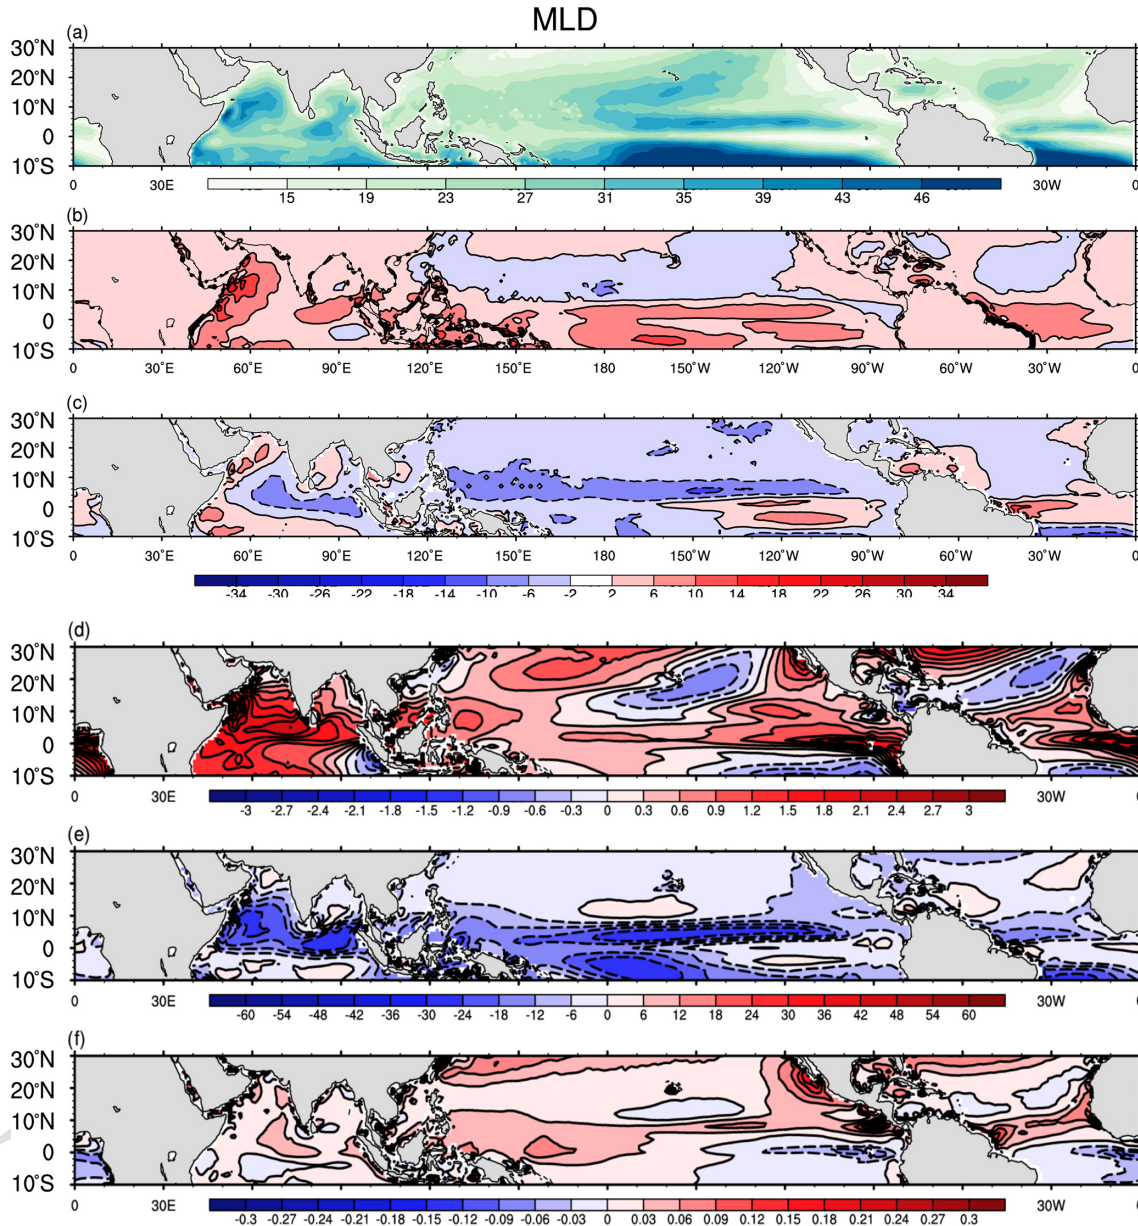 MLD
(a)
30°N
20°N
10°N
0
10°S
0 30E 30W 0
15 19 23 27 31 35 39 43 46
(b)
30°N
20°N
10°N
0
10°S
0 30°E 60°E 90°E 120°E 150°E 180 150°W 120°W 90°W 60°W 30°W 0
(c)
30°N
20°N
10°N
0
10°S
0 30°E 60°E 90°E 120°E 150°E 180 150°W 120°W 90°W 60°W 30°W 0
-34 -30 -26 -22 -18 -14 -10 -6 -2 2 6 10 14 18 22 26 30 34
(d)
30°N
20°N
10°N
0
10°S
0 30E 30W
-3 -2.7 -2.4 -2.1 -1.8 -1.5 -1.2 -0.9 -0.6 -0.3 0 0.3 0.6 0.9 1.2 1.5 1.8 2.1 2.4 2.7 3
(e)
30°N
20°N
10°N
0
10°S
0 30E 30W
-60 -54 -48 -42 -36 -30 -24 -18 -12 -6 0 6 12 18 24 30 36 42 48 54 60
(f)
30°N
20°N
10°N
0
10°S
0 30E 30W
-0.3 -0.27 -0.24 -0.21 -0.18 -0.15 -0.12 -0.09 -0.06 -0.03 0 0.03 0.06 0.09 0.12 0.15 0.18 0.21 0.24 0.27 0.3